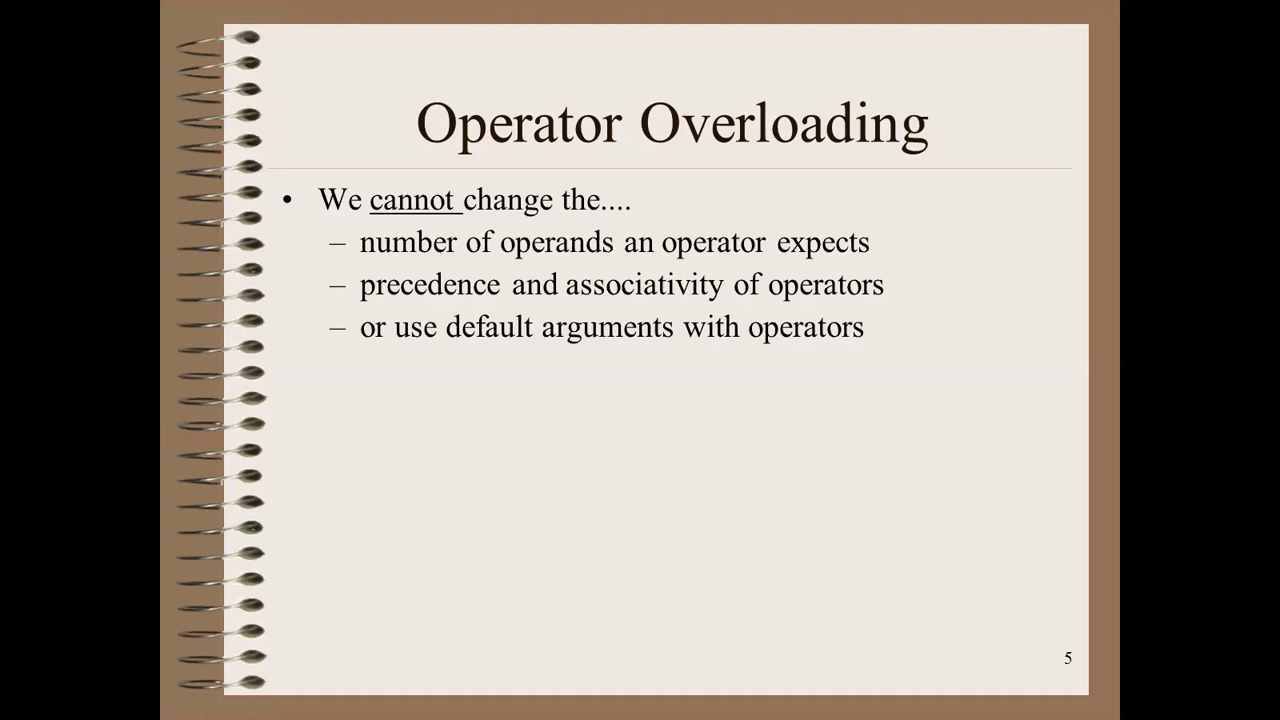 Operator Overloading
• We cannot change the....
– number of operands an operator expects
– precedence and associativity of operators
– or use default arguments with operators
5